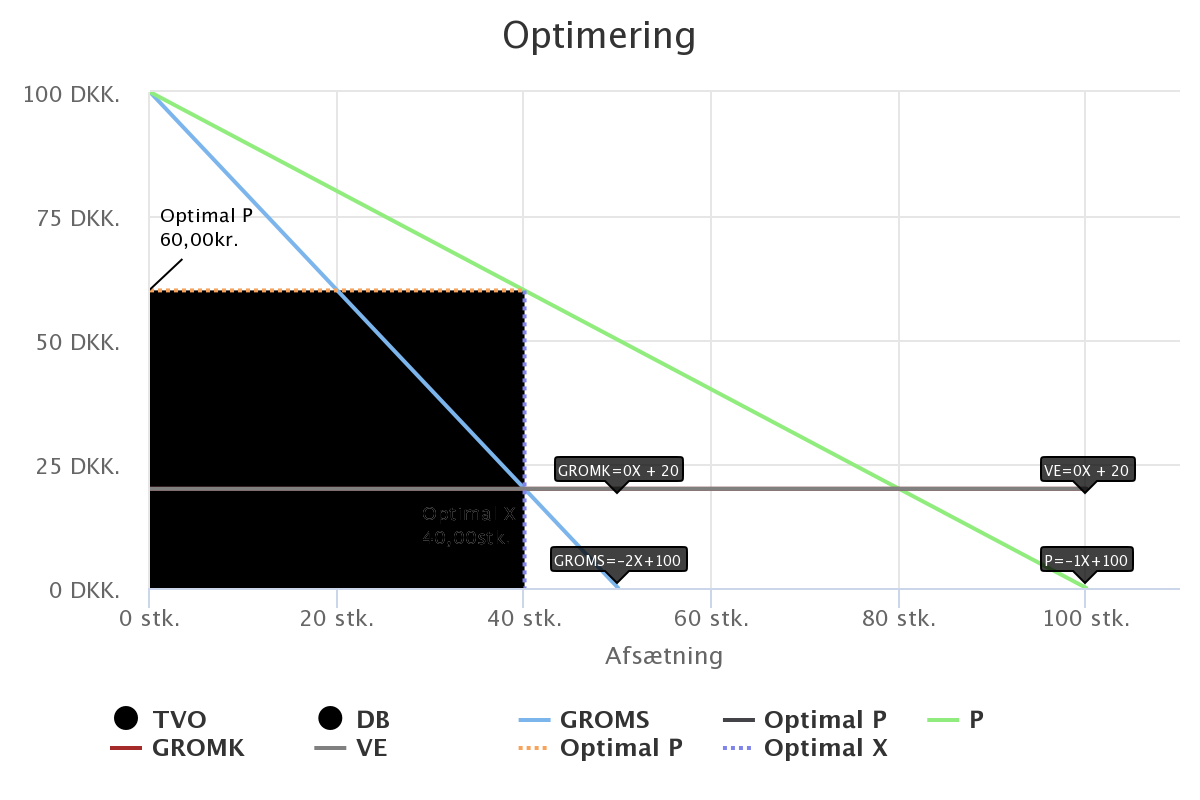 Optimering
100 DKK.
75 DKK.
50 DKK.
25 DKK.
0 DKK.
Optimal P
60,00kr.
Optimal X
40,00stk.
GROMK=0X + 20
VE=0X + 20
GROMS=-2X+100
P=-1X+100
0 stk.
20 stk.
40 stk.
60 stk.
80 stk.
100 stk.
Afsætning
TVO
DB
GROMS
Optimal P
P
GROMK
VE
Optimal P
Optimal X